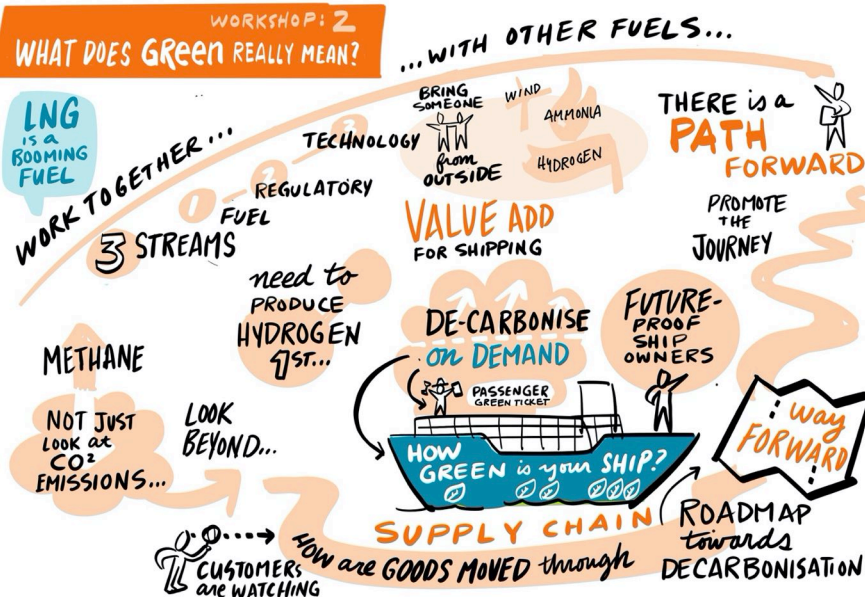 WORKSHOP: 2
WHAT DOES GReen REALLY MEAN?
LNG
is a
BOOMING
FUEL
WORK TOGETHER...
...WITH OTHER FUELS...
3 STREAMS
1
FUEL
2
REGULATORY
3
TECHNOLOGY
BRING
SOMEONE
from
OUTSIDE
WIND
AMMONIA
HYDROGEN
THERE is a
PATH
FORWARD
PROMOTE
THE
JOURNEY
VALUE ADD
FOR SHIPPING
need to
PRODUCE
HYDROGEN
1ST...
DE-CARBONISE
on DEMAND
PASSENGER
GREEN TICKET
FUTURE-
PROOF
SHIP
OWNERS
METHANE
NOT JUST
LOOK at
CO2
EMISSIONS...
LOOK
BEYOND...
HOW
GREEN is your SHIP?
way
FORWARD
SUPPLY CHAIN
HOW are GOODS MOVED through
ROADMAP
towards
DECARBONISATION
CUSTOMERS
are WATCHING